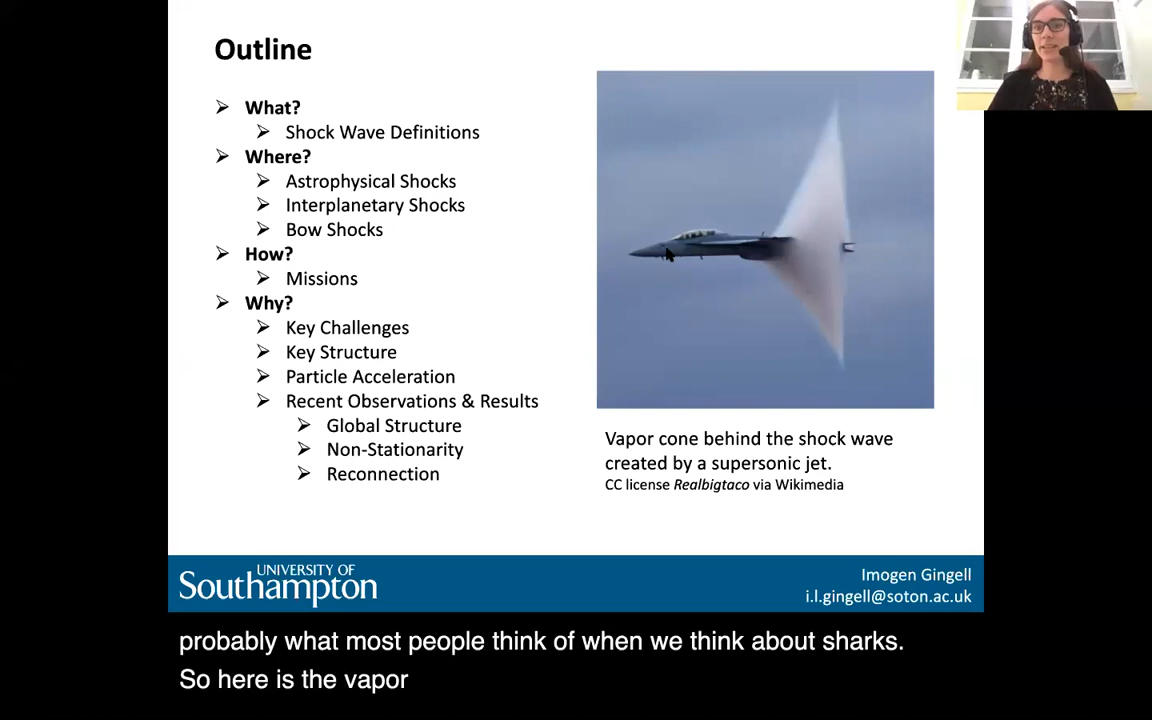 Outline
What?
Shock Wave Definitions
Where?
Astrophysical Shocks
Interplanetary Shocks
Bow Shocks
How?
Missions
Why?
Key Challenges
Key Structure
Particle Acceleration
Recent Observations & Results
Global Structure
Non-Stationarity
Reconnection
Vapor cone behind the shock wave
created by a supersonic jet.
CC license Realbigtaco via Wikimedia
UNIVERSITY OF
Southampton
Imogen Gingell
i.l.gingell@soton.ac.uk
probably what most people think of when we think about sharks.
So here is the vapor